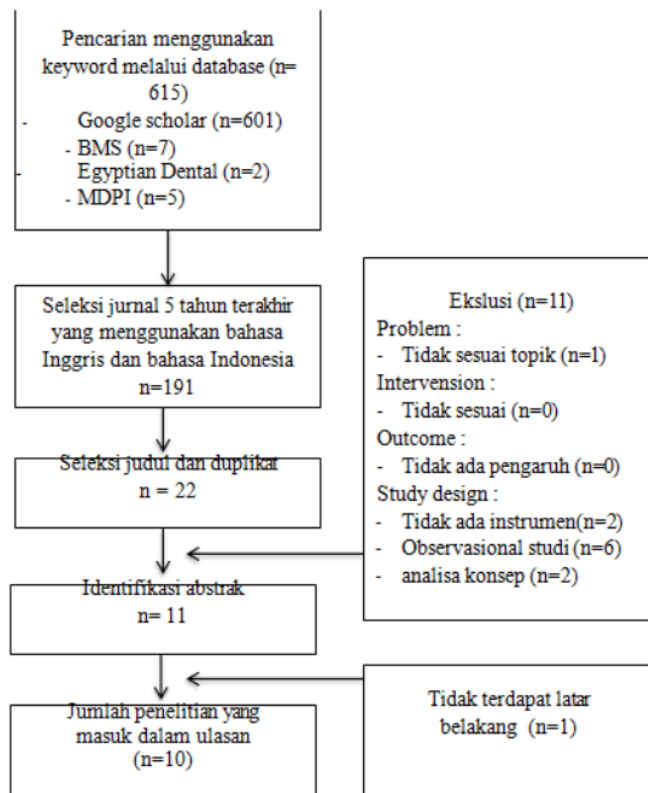 Pencarian menggunakan
keyword melalui database (n=
615)
- Google scholar (n=601)
- BMS (n=7)
- Egyptian Dental (n=2)
- MDPI (n=5)
Seleksi jurnal 5 tahun terakhir
yang menggunakan bahasa
Inggris dan bahasa Indonesia
n=191
Seleksi judul dan duplikat
n = 22
Ekslusi (n=11)
Problem :
- Tidak sesuai topik (n=1)
Intervension :
- Tidak sesuai (n=0)
Outcome :
- Tidak ada pengaruh (n=0)
Study design :
- Tidak ada instrumen(n=2)
- Observasional studi (n=6)
- analisa konsep (n=2)
Identifikasi abstrak
n= 11
Tidak terdapat latar
belakang (n=1)
Jumlah penelitian yang
masuk dalam ulasan
(n=10)